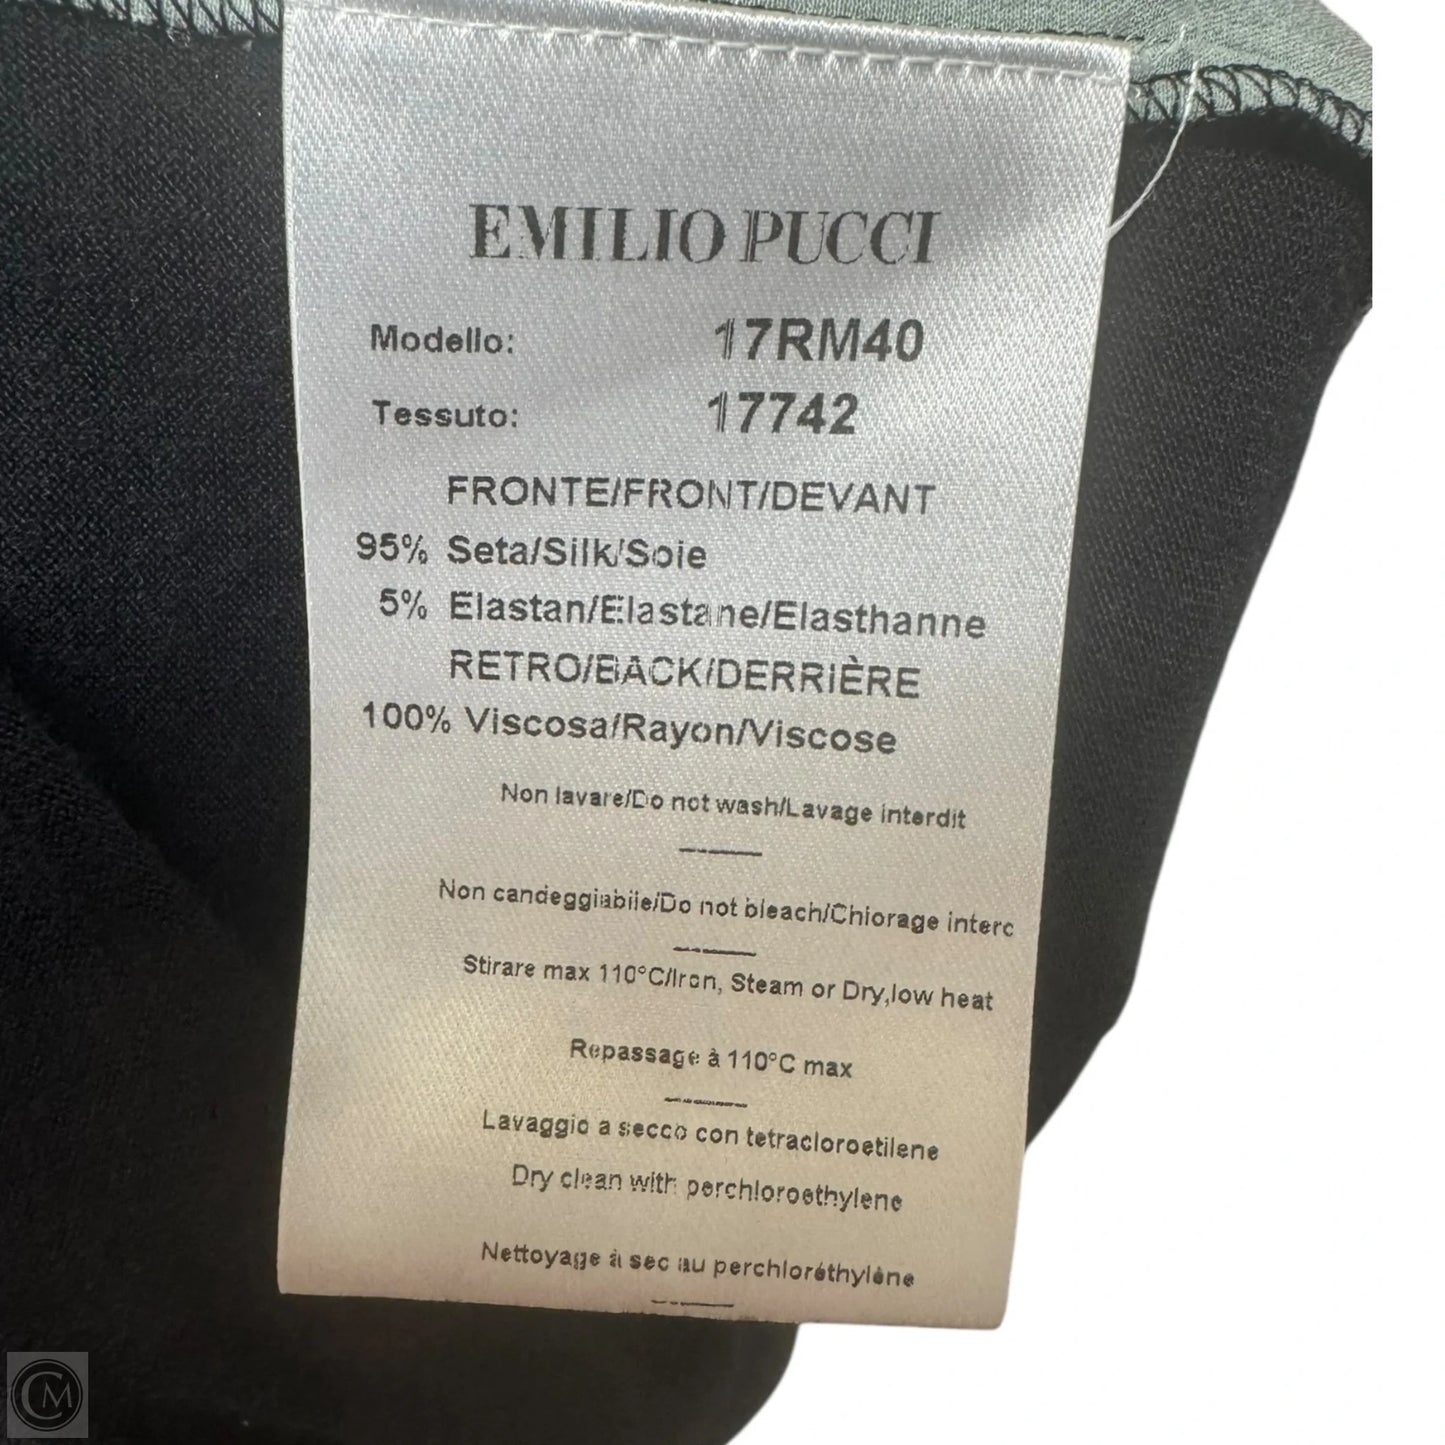 EMILIO PUCCI
Modello: 17RM40
Tessuto: 17742
FRONTE/FRONT/DEVANT
95% Seta/Silk/Soie
5% Elastan/Elastane/Elasthanne
RETRO/BACK/DERRIÈRE
100% Viscosa/Rayon/Viscose
Non lavare/Do not wash/Lavage interdit
Non candeggiabile/Do not bleach/Chlorage interc
Stirare max 110°C/Iron, Steam or Dry,low heat
Repassage à 110°C max
Lavaggio a secco con tetracloroetilene
Dry clean with perchloroethylene
Nettoyage à sec au perchloréthylène
CM